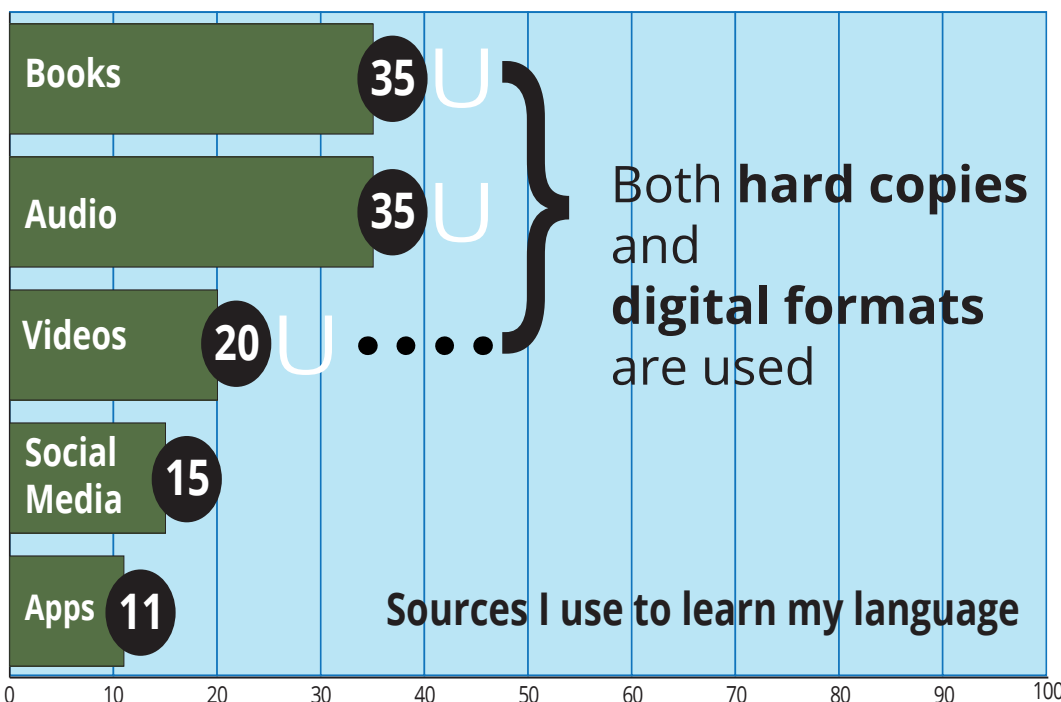 Books
35
U
Audio
35
U
Videos
20
U
Social
Media
15
Apps
11
}
Both hard copies
and
digital formats
are used
Sources I use to learn my language
0 10 20 30 40 50 60 70 80 90 100